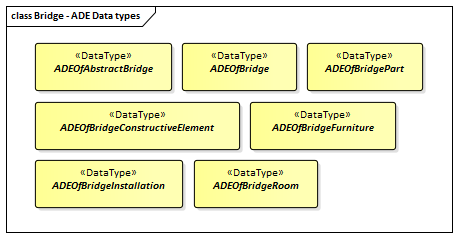 class Bridge - ADE Data types
«DataType» «DataType» «DataType»
ADEOfAbstractBridge ADEOfBridge ADEOfBridgePart
«DataType» «DataType»
ADEOfBridgeConstructiveElement ADEOfBridgeFurniture
«DataType» «DataType»
ADEOfBridgeInstallation ADEOfBridgeRoom